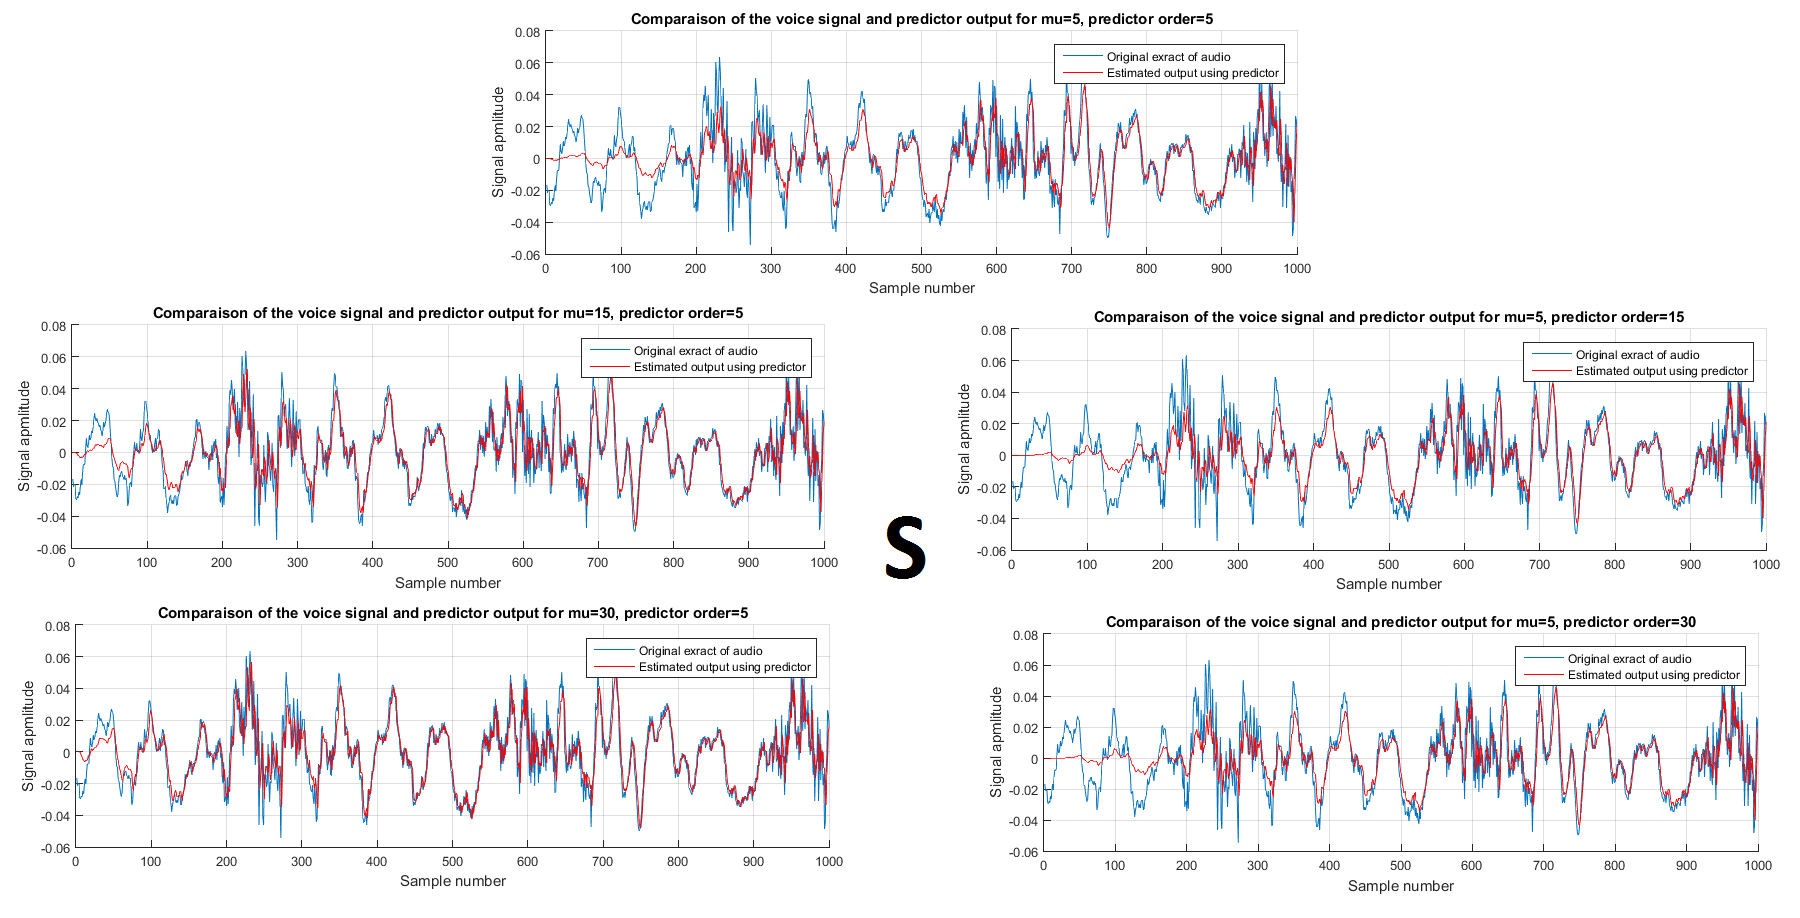 Comparaison of the voice signal and predictor output for mu=5, predictor order=5
0.08
0.06
0.04
0.02
0
-0.02
-0.04
-0.06
Signal apmlitude
Original exract of audio
Estimated output using predictor
0 100 200 300 400 500 600 700 800 900 1000
Sample number
Comparaison of the voice signal and predictor output for mu=15, predictor order=5
0.08
0.06
0.04
0.02
0
-0.02
-0.04
-0.06
Signal apmlitude
Original exract of audio
Estimated output using predictor
0 100 200 300 400 500 600 700 800 900 1000
Sample number
Comparaison of the voice signal and predictor output for mu=5, predictor order=15
0.08
0.06
0.04
0.02
0
-0.02
-0.04
-0.06
Signal apmlitude
Original exract of audio
Estimated output using predictor
0 100 200 300 400 500 600 700 800 900 1000
Sample number
S
Comparaison of the voice signal and predictor output for mu=30, predictor order=5
0.08
0.06
0.04
0.02
0
-0.02
-0.04
-0.06
Signal apmlitude
Original exract of audio
Estimated output using predictor
0 100 200 300 400 500 600 700 800 900 1000
Sample number
Comparaison of the voice signal and predictor output for mu=5, predictor order=30
0.08
0.06
0.04
0.02
0
-0.02
-0.04
-0.06
Signal apmlitude
Original exract of audio
Estimated output using predictor
0 100 200 300 400 500 600 700 800 900 1000
Sample number